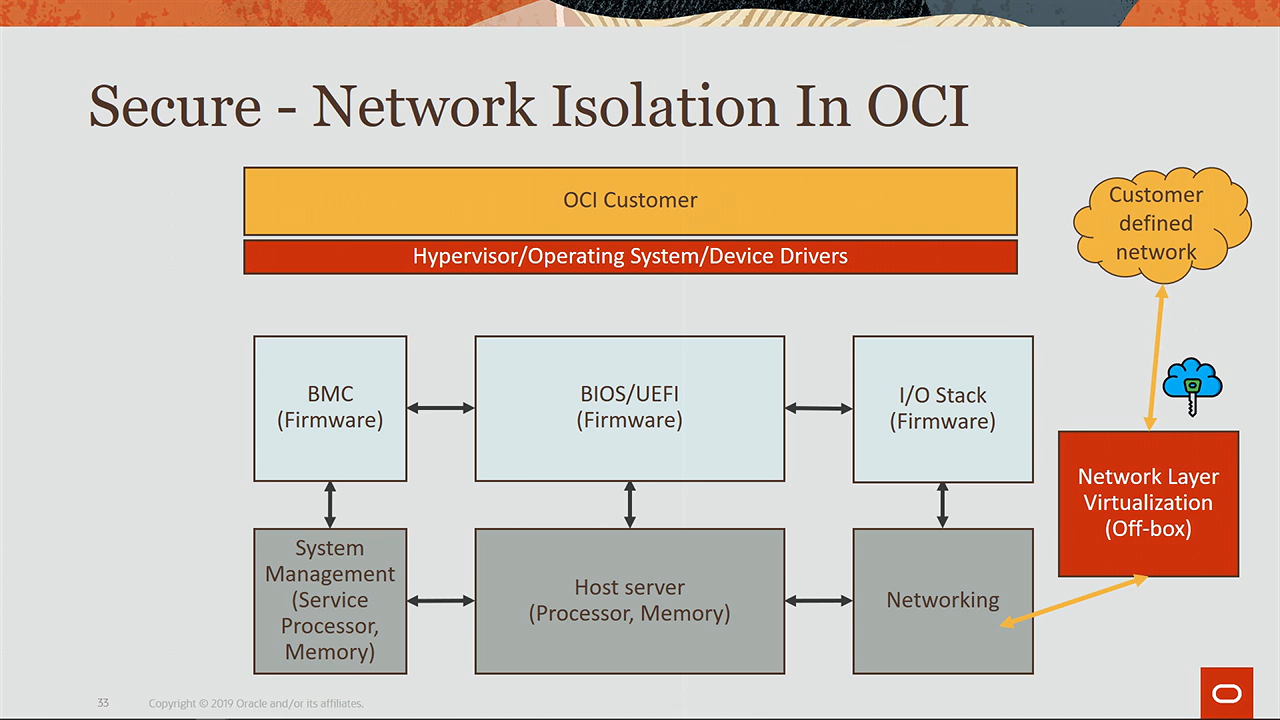 Secure - Network Isolation In OCI
OCI Customer
Hypervisor/Operating System/Device Drivers
Customer
defined
network
BMC
(Firmware)
BIOS/UEFI
(Firmware)
I/O Stack
(Firmware)
Network Layer
Virtualization
(Off-box)
System
Management
(Service
Processor,
Memory)
Host server
(Processor, Memory)
Networking
33
Copyright © 2019 Oracle and/or its affiliates.